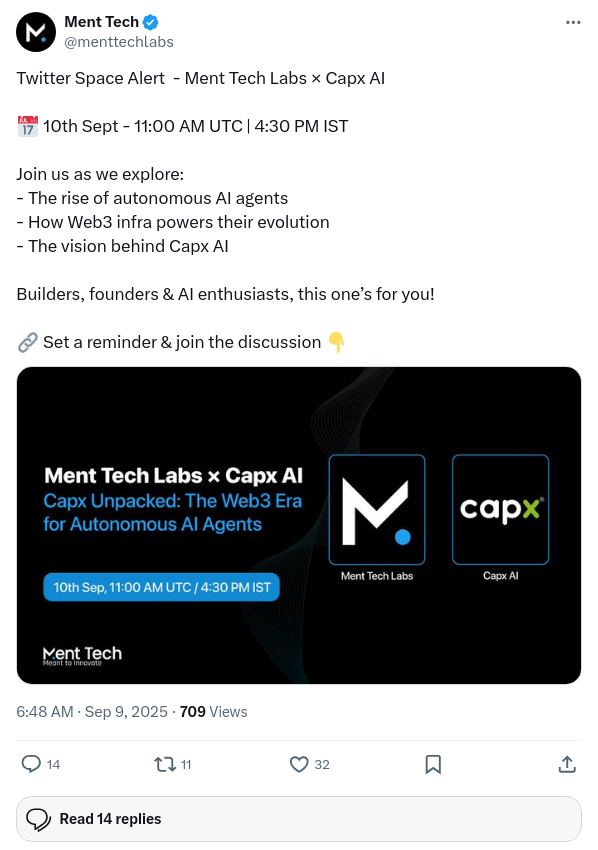 Ment Tech
@menttechlabs
Twitter Space Alert - Ment Tech Labs × Capx AI
📅 10th Sept - 11:00 AM UTC | 4:30 PM IST
Join us as we explore:
- The rise of autonomous AI agents
- How Web3 infra powers their evolution
- The vision behind Capx AI
Builders, founders & AI enthusiasts, this one’s for you!
🔗 Set a reminder & join the discussion 👇
Ment Tech Labs × Capx AI
Capx Unpacked: The Web3 Era
for Autonomous AI Agents
10th Sep, 11:00 AM UTC / 4:30 PM IST
Ment Tech
Meant to Innovate
capx®
Ment Tech Labs
Capx AI
6:48 AM · Sep 9, 2025 · 709 Views
14
11
32
Read 14 replies